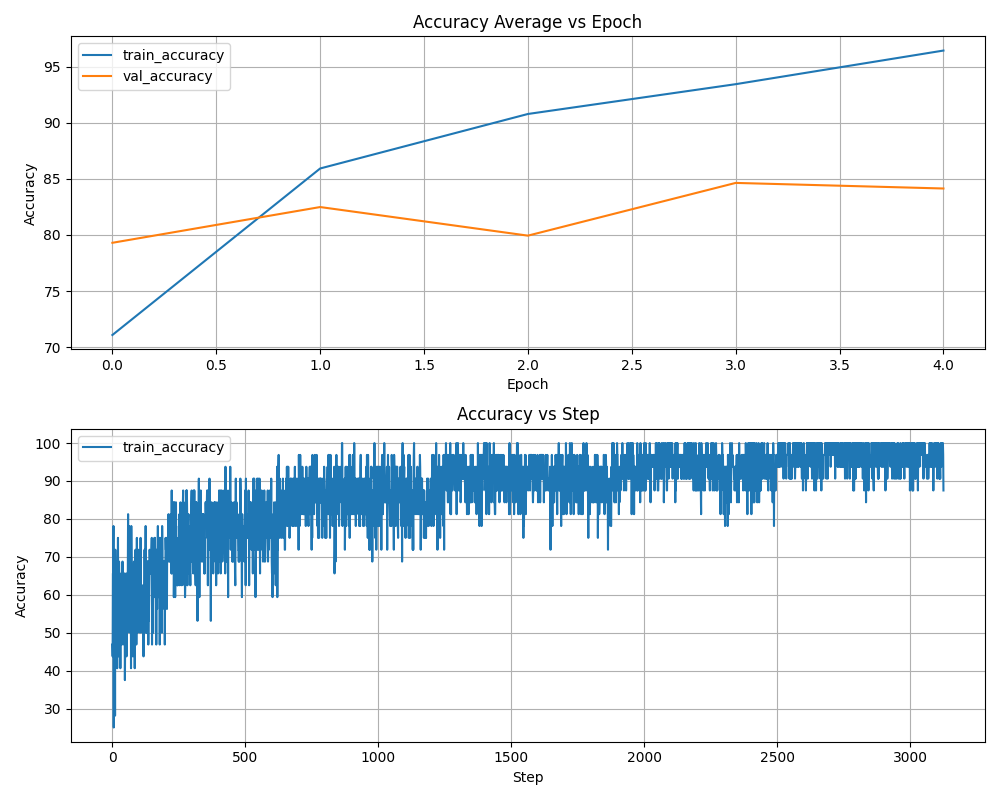 Accuracy Average vs Epoch
train_accuracy
val_accuracy
Accuracy
95
90
85
80
75
70
0.0 0.5 1.0 1.5 2.0 2.5 3.0 3.5 4.0
Epoch
Accuracy vs Step
train_accuracy
Accuracy
100
90
80
70
60
50
40
30
0 500 1000 1500 2000 2500 3000
Step